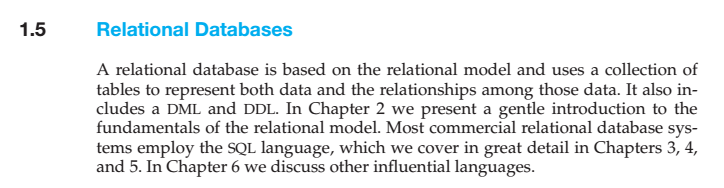 1.5 Relational Databases
A relational database is based on the relational model and uses a collection of
tables to represent both data and the relationships among those data. It also in-
cludes a DML and DDL. In Chapter 2 we present a gentle introduction to the
fundamentals of the relational model. Most commercial relational database sys-
tems employ the SQL language, which we cover in great detail in Chapters 3, 4,
and 5. In Chapter 6 we discuss other influential languages.